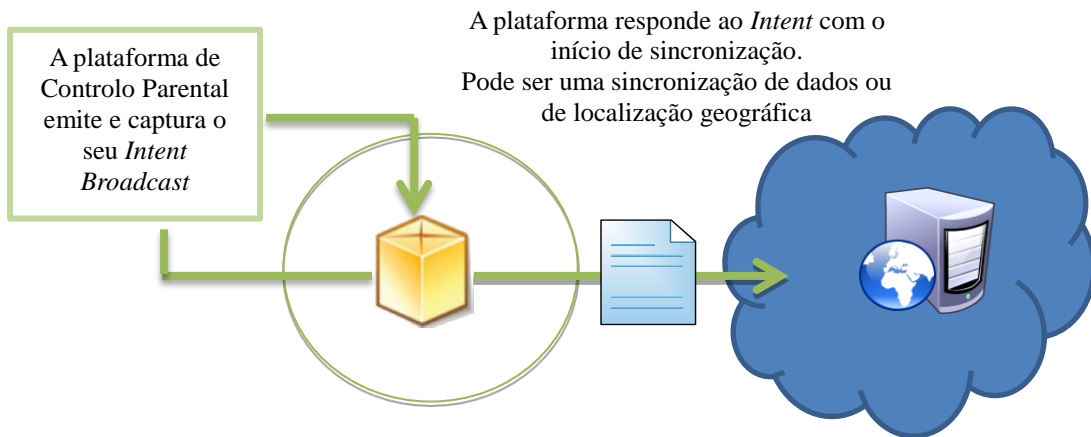 A plataforma de
Controlo Parental
emite e captura o
seu Intent
Broadcast
A plataforma responde ao Intent com o
início de sincronização.
Pode ser uma sincronização de dados ou
de localização geográfica